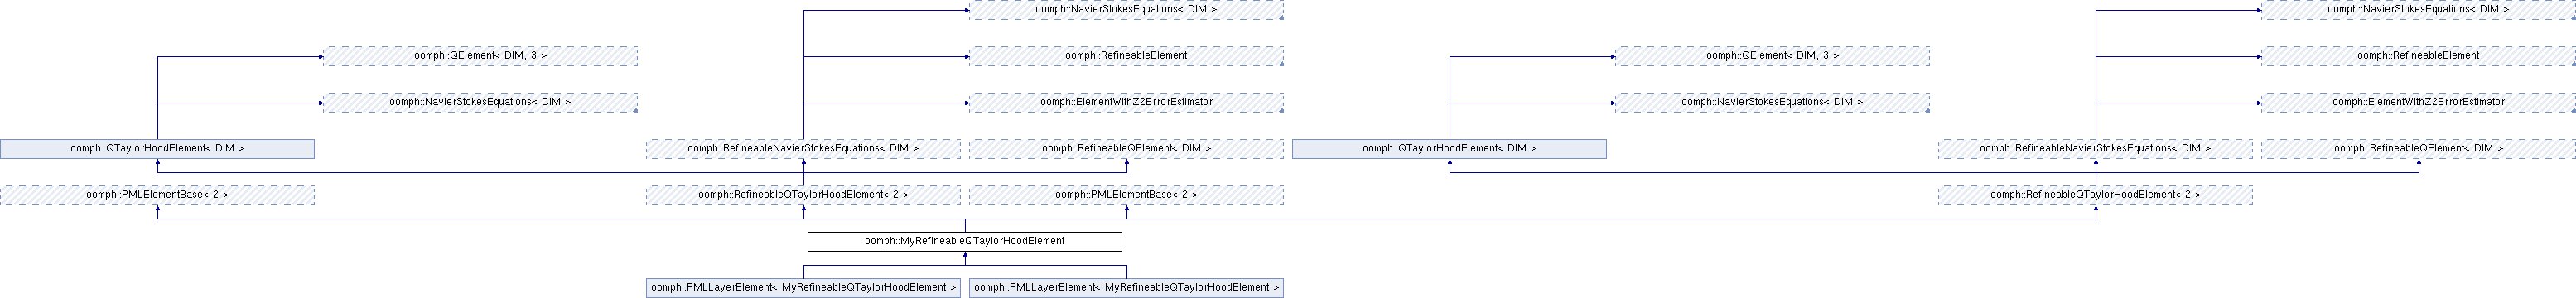 oomph::NavierStokesEquations< DIM >
oomph::NavierStokesEquations< DIM >
oomph::QElement< DIM, 3 >
oomph::RefineableElement
oomph::QElement< DIM, 3 >
oomph::RefineableElement
oomph::NavierStokesEquations< DIM >
oomph::ElementWithZ2ErrorEstimator
oomph::NavierStokesEquations< DIM >
oomph::ElementWithZ2ErrorEstimator
oomph::QTaylorHoodElement< DIM >
oomph::RefineableNavierStokesEquations< DIM >
oomph::RefineableQElement< DIM >
oomph::QTaylorHoodElement< DIM >
oomph::RefineableNavierStokesEquations< DIM >
oomph::RefineableQElement< DIM >
oomph::PMLElementBase< 2 >
oomph::RefineableQTaylorHoodElement< 2 >
oomph::PMLElementBase< 2 >
oomph::RefineableQTaylorHoodElement< 2 >
oomph::MyRefineableQTaylorHoodElement
oomph::PMLLayerElement< MyRefineableQTaylorHoodElement >
oomph::PMLLayerElement< MyRefineableQTaylorHoodElement >